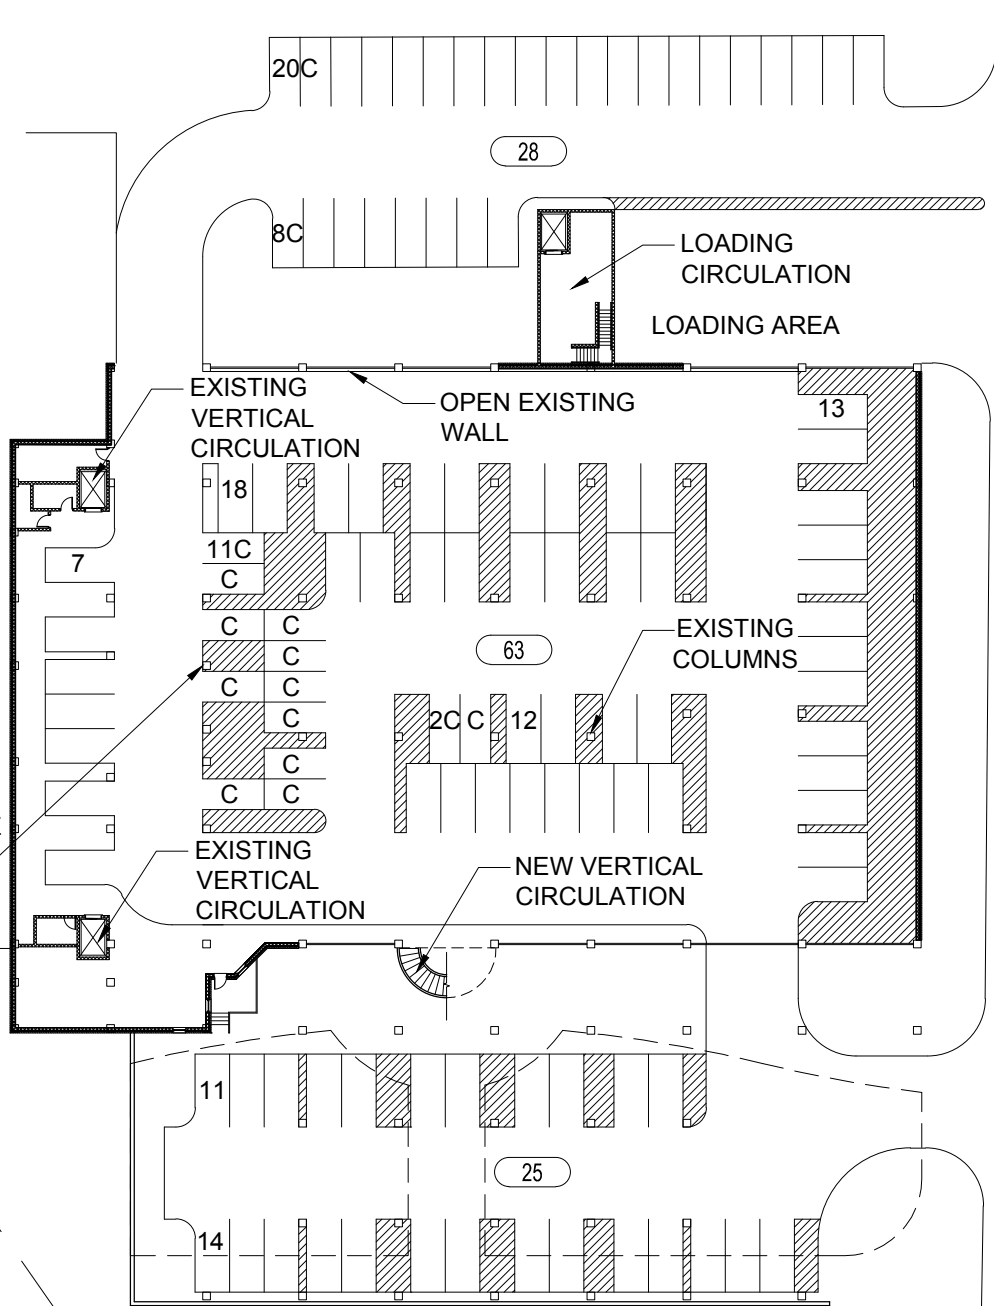 20C
28
8C
LOADING
CIRCULATION
LOADING AREA
EXISTING
VERTICAL
CIRCULATION
OPEN EXISTING
WALL
13
18
11C
C
7
C
C
C
C
C
C
C
C
C
63
EXISTING
COLUMNS
2C
C
12
EXISTING
VERTICAL
CIRCULATION
NEW VERTICAL
CIRCULATION
11
25
14